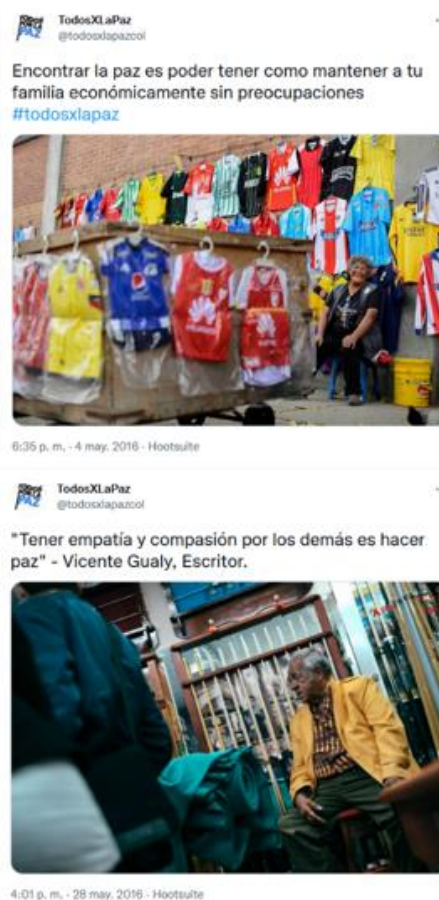 TodosXLaPaz
@todosxlapazcol
Encontrar la paz es poder tener como mantener a tu
familia económicamente sin preocupaciones
#todosxlapaz
6:35 p. m. · 4 may. 2016 · Hootsuite
TodosXLaPaz
@todosxlapazcol
"Tener empatía y compasión por los demás es hacer
paz" - Vicente Gualy, Escritor.
4:01 p. m. · 28 may. 2016 · Hootsuite